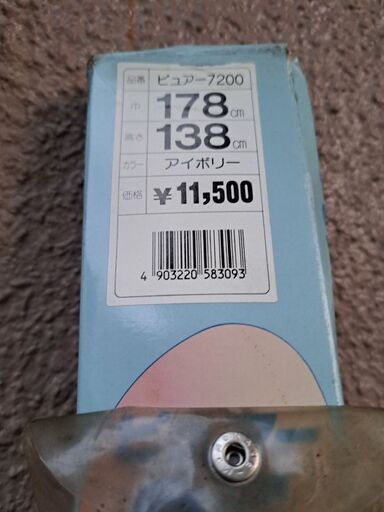 品番 ピュアー7200
巾 178cm
高さ 138cm
カラー アイボリー
価格 ¥11,500
4 903220 583093